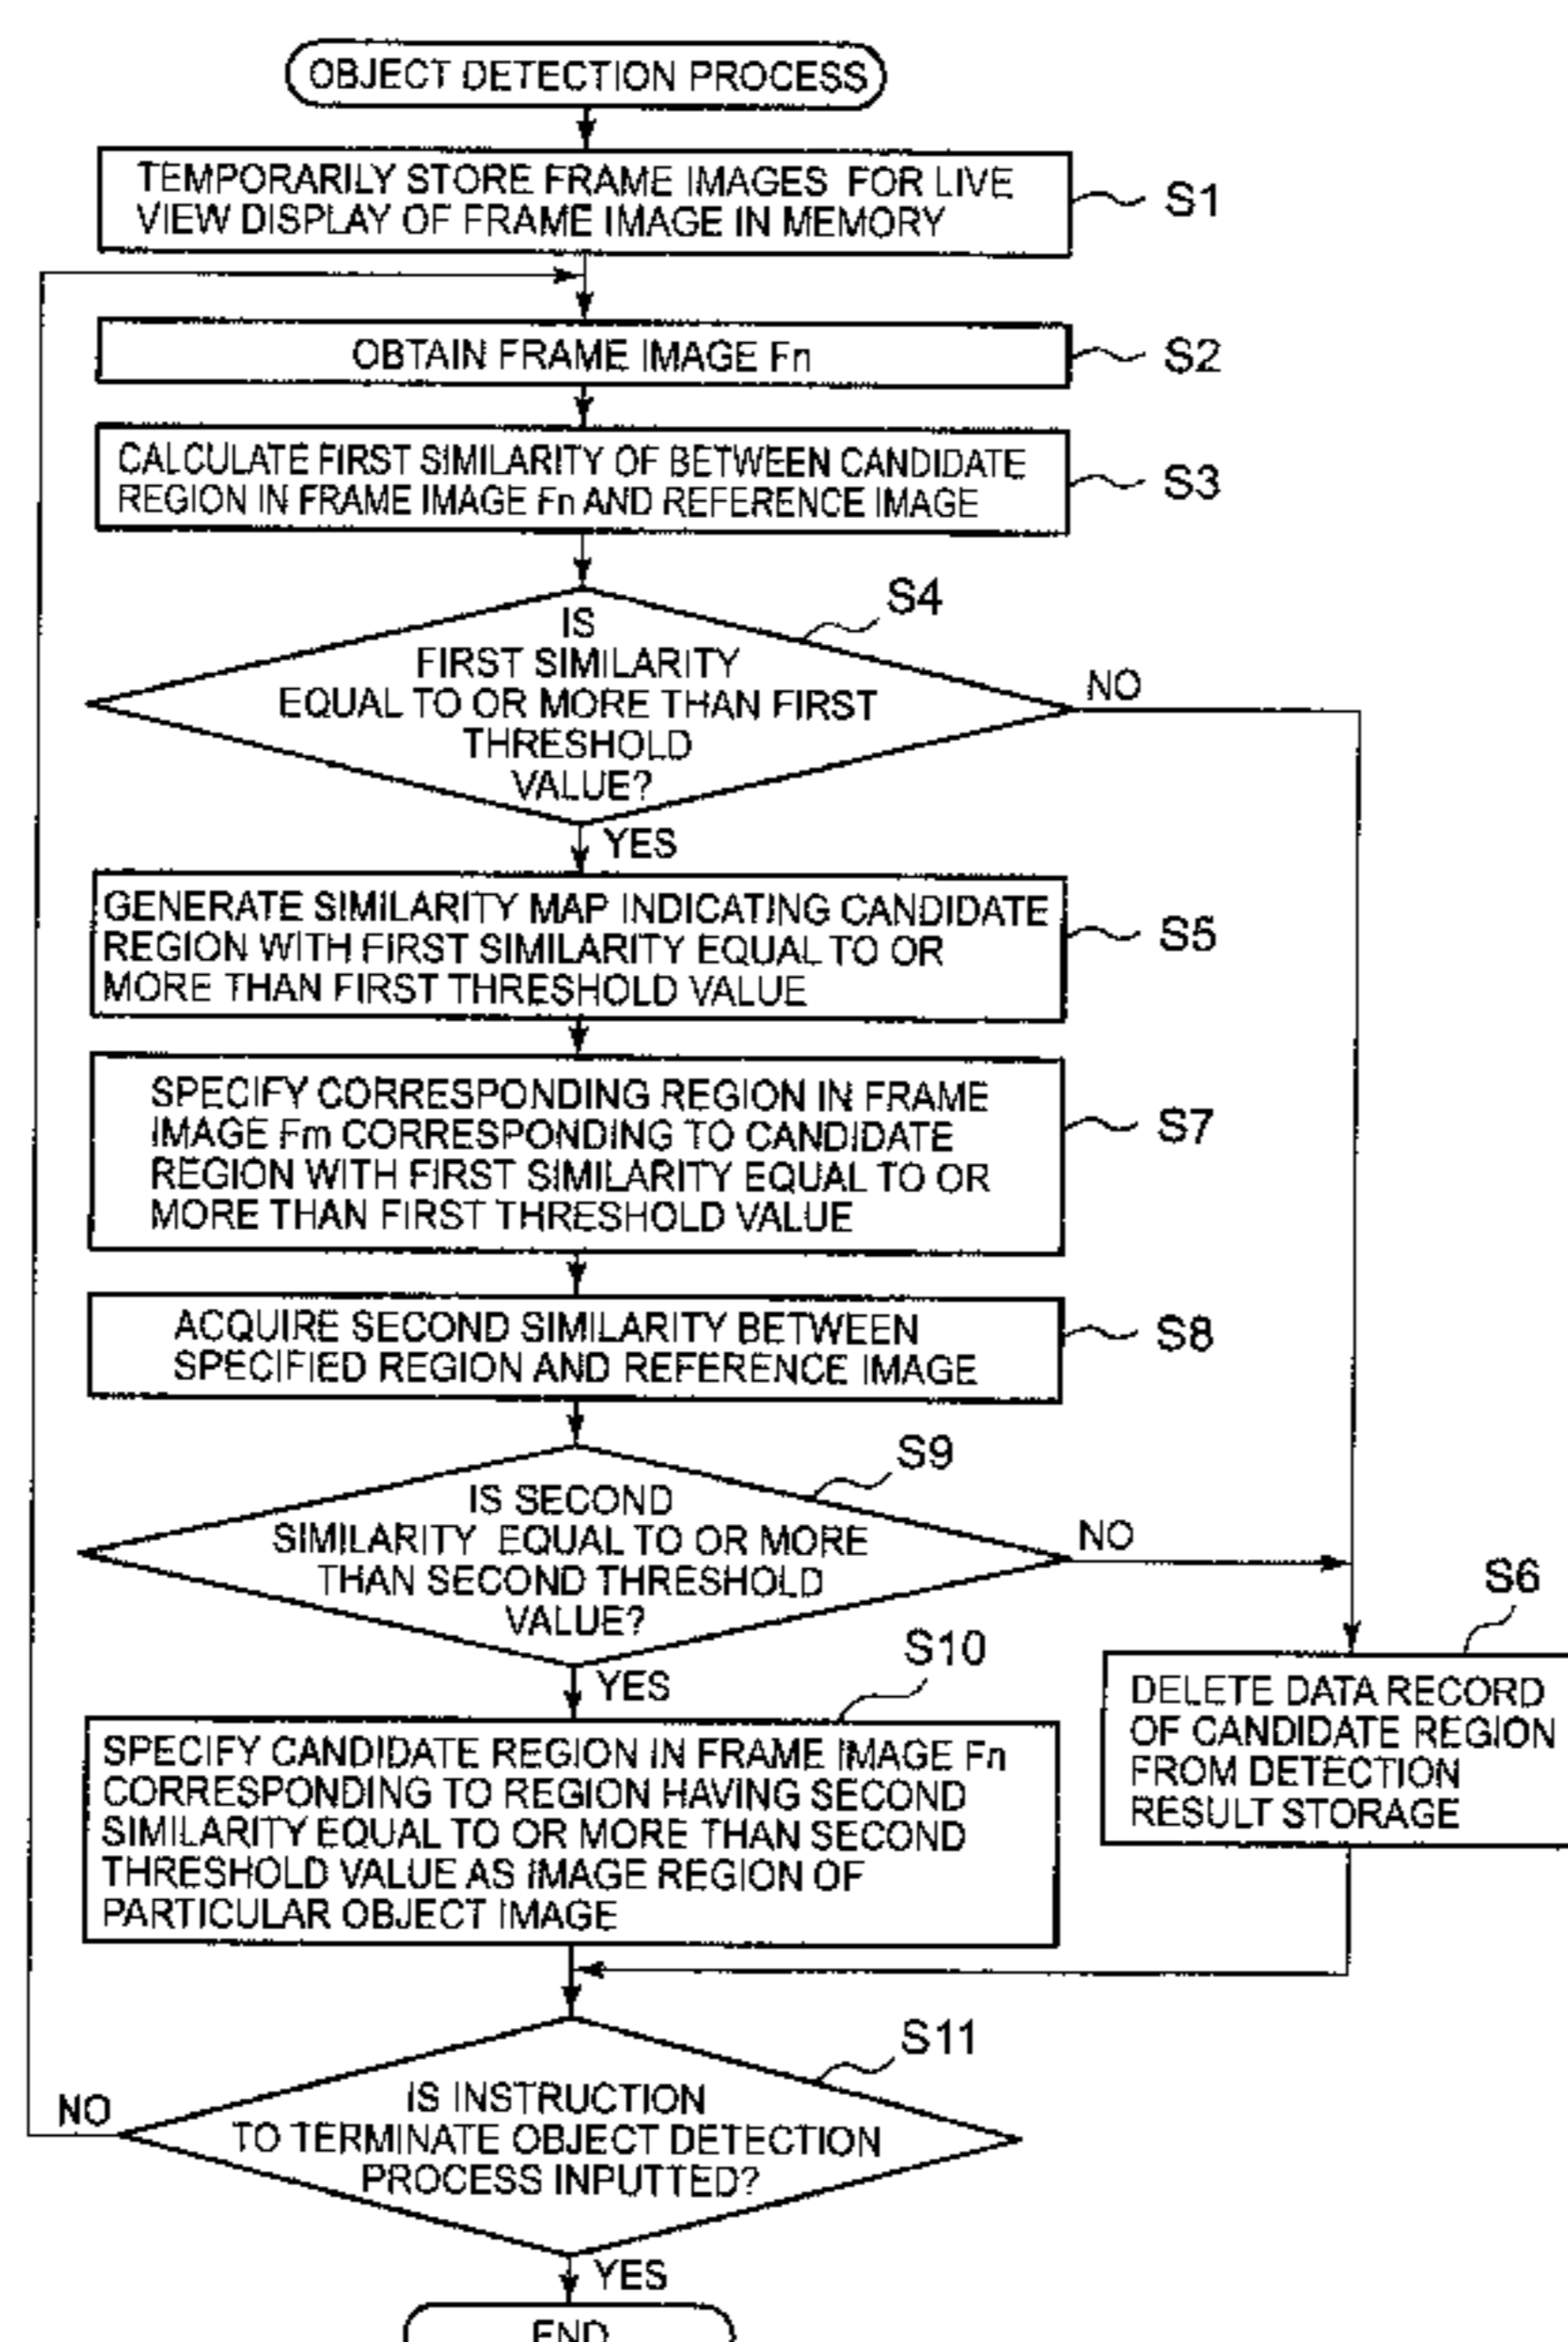 OBJECT DETECTION PROCESS
TEMPORARILY STORE FRAME IMAGES FOR LIVE
VIEW DISPLAY OF FRAME IMAGE IN MEMORY
S1
OBTAIN FRAME IMAGE Fn
S2
CALCULATE FIRST SIMILARITY OF BETWEEN CANDIDATE
REGION IN FRAME IMAGE Fn AND REFERENCE IMAGE
S3
S4
IS
FIRST SIMILARITY
EQUAL TO OR MORE THAN FIRST
THRESHOLD
VALUE?
NO
YES
GENERATE SIMILARITY MAP INDICATING CANDIDATE
REGION WITH FIRST SIMILARITY EQUAL TO OR
MORE THAN FIRST THRESHOLD VALUE
S5
SPECIFY CORRESPONDING REGION IN FRAME
IMAGE Fm CORRESPONDING TO CANDIDATE
REGION WITH FIRST SIMILARITY EQUAL TO OR
MORE THAN FIRST THRESHOLD VALUE
S7
ACQUIRE SECOND SIMILARITY BETWEEN
SPECIFIED REGION AND REFERENCE IMAGE
S8
S9
IS SECOND
SIMILARITY EQUAL TO OR MORE
THAN SECOND THRESHOLD
VALUE?
NO
YES
S6
DELETE DATA RECORD
OF CANDIDATE REGION
FROM DETECTION
RESULT STORAGE
S10
SPECIFY CANDIDATE REGION IN FRAME IMAGE Fn
CORRESPONDING TO REGION HAVING SECOND
SIMILARITY EQUAL TO OR MORE THAN SECOND
THRESHOLD VALUE AS IMAGE REGION OF
PARTICULAR OBJECT IMAGE
S11
IS INSTRUCTION
TO TERMINATE OBJECT DETECTION
PROCESS INPUTTED?
NO
YES
END